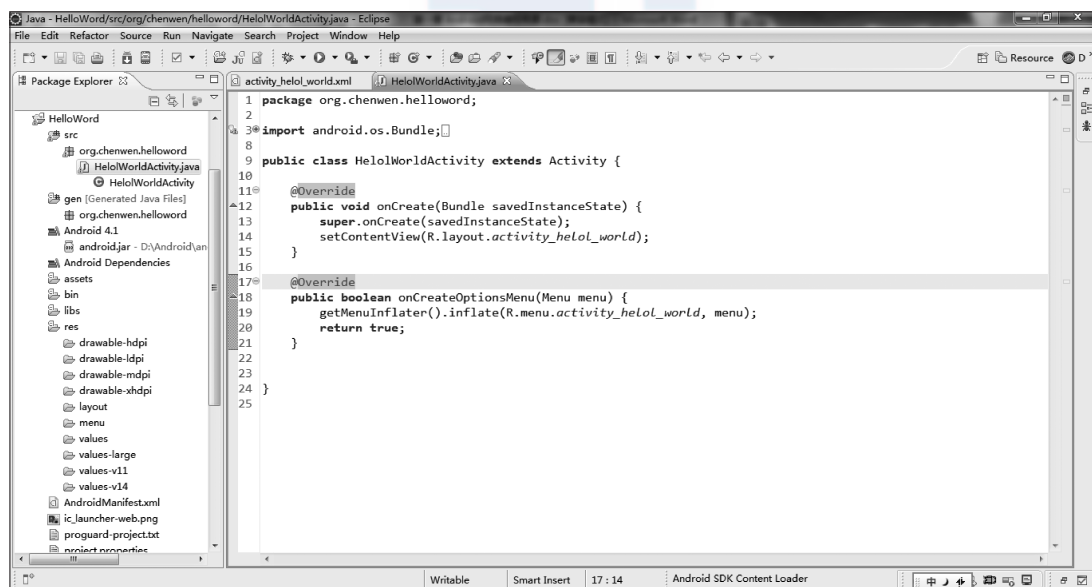 Java - HelloWord/src/org/chenwen/helloword/HelolWorldActivity.java - Eclipse
File Edit Refactor Source Run Navigate Search Project Window Help
Resource D
Package Explorer
activity_helol_world.xml HelolWorldActivity.java
HelloWord
src
org.chenwen.helloword
HelolWorldActivity.java
HelolWorldActivity
gen [Generated Java Files]
org.chenwen.helloword
Android 4.1
android.jar - D:\Android\an
Android Dependencies
assets
bin
libs
res
drawable-hdpi
drawable-ldpi
drawable-mdpi
drawable-xhdpi
layout
menu
values
values-large
values-v11
values-v14
AndroidManifest.xml
ic_launcher-web.png
proguard-project.txt
project.properties
1 package org.chenwen.helloword;
2
3 import android.os.Bundle;
8
9 public class HelolWorldActivity extends Activity {
10
11 @Override
12 public void onCreate(Bundle savedInstanceState) {
13 super.onCreate(savedInstanceState);
14 setContentView(R.layout.activity_helol_world);
15 }
16
17 @Override
18 public boolean onCreateOptionsMenu(Menu menu) {
19 getMenuInflater().inflate(R.menu.activity_helol_world, menu);
20 return true;
21 }
22
23
24 }
25
Writable Smart Insert 17 : 14 Android SDK Content Loader
中